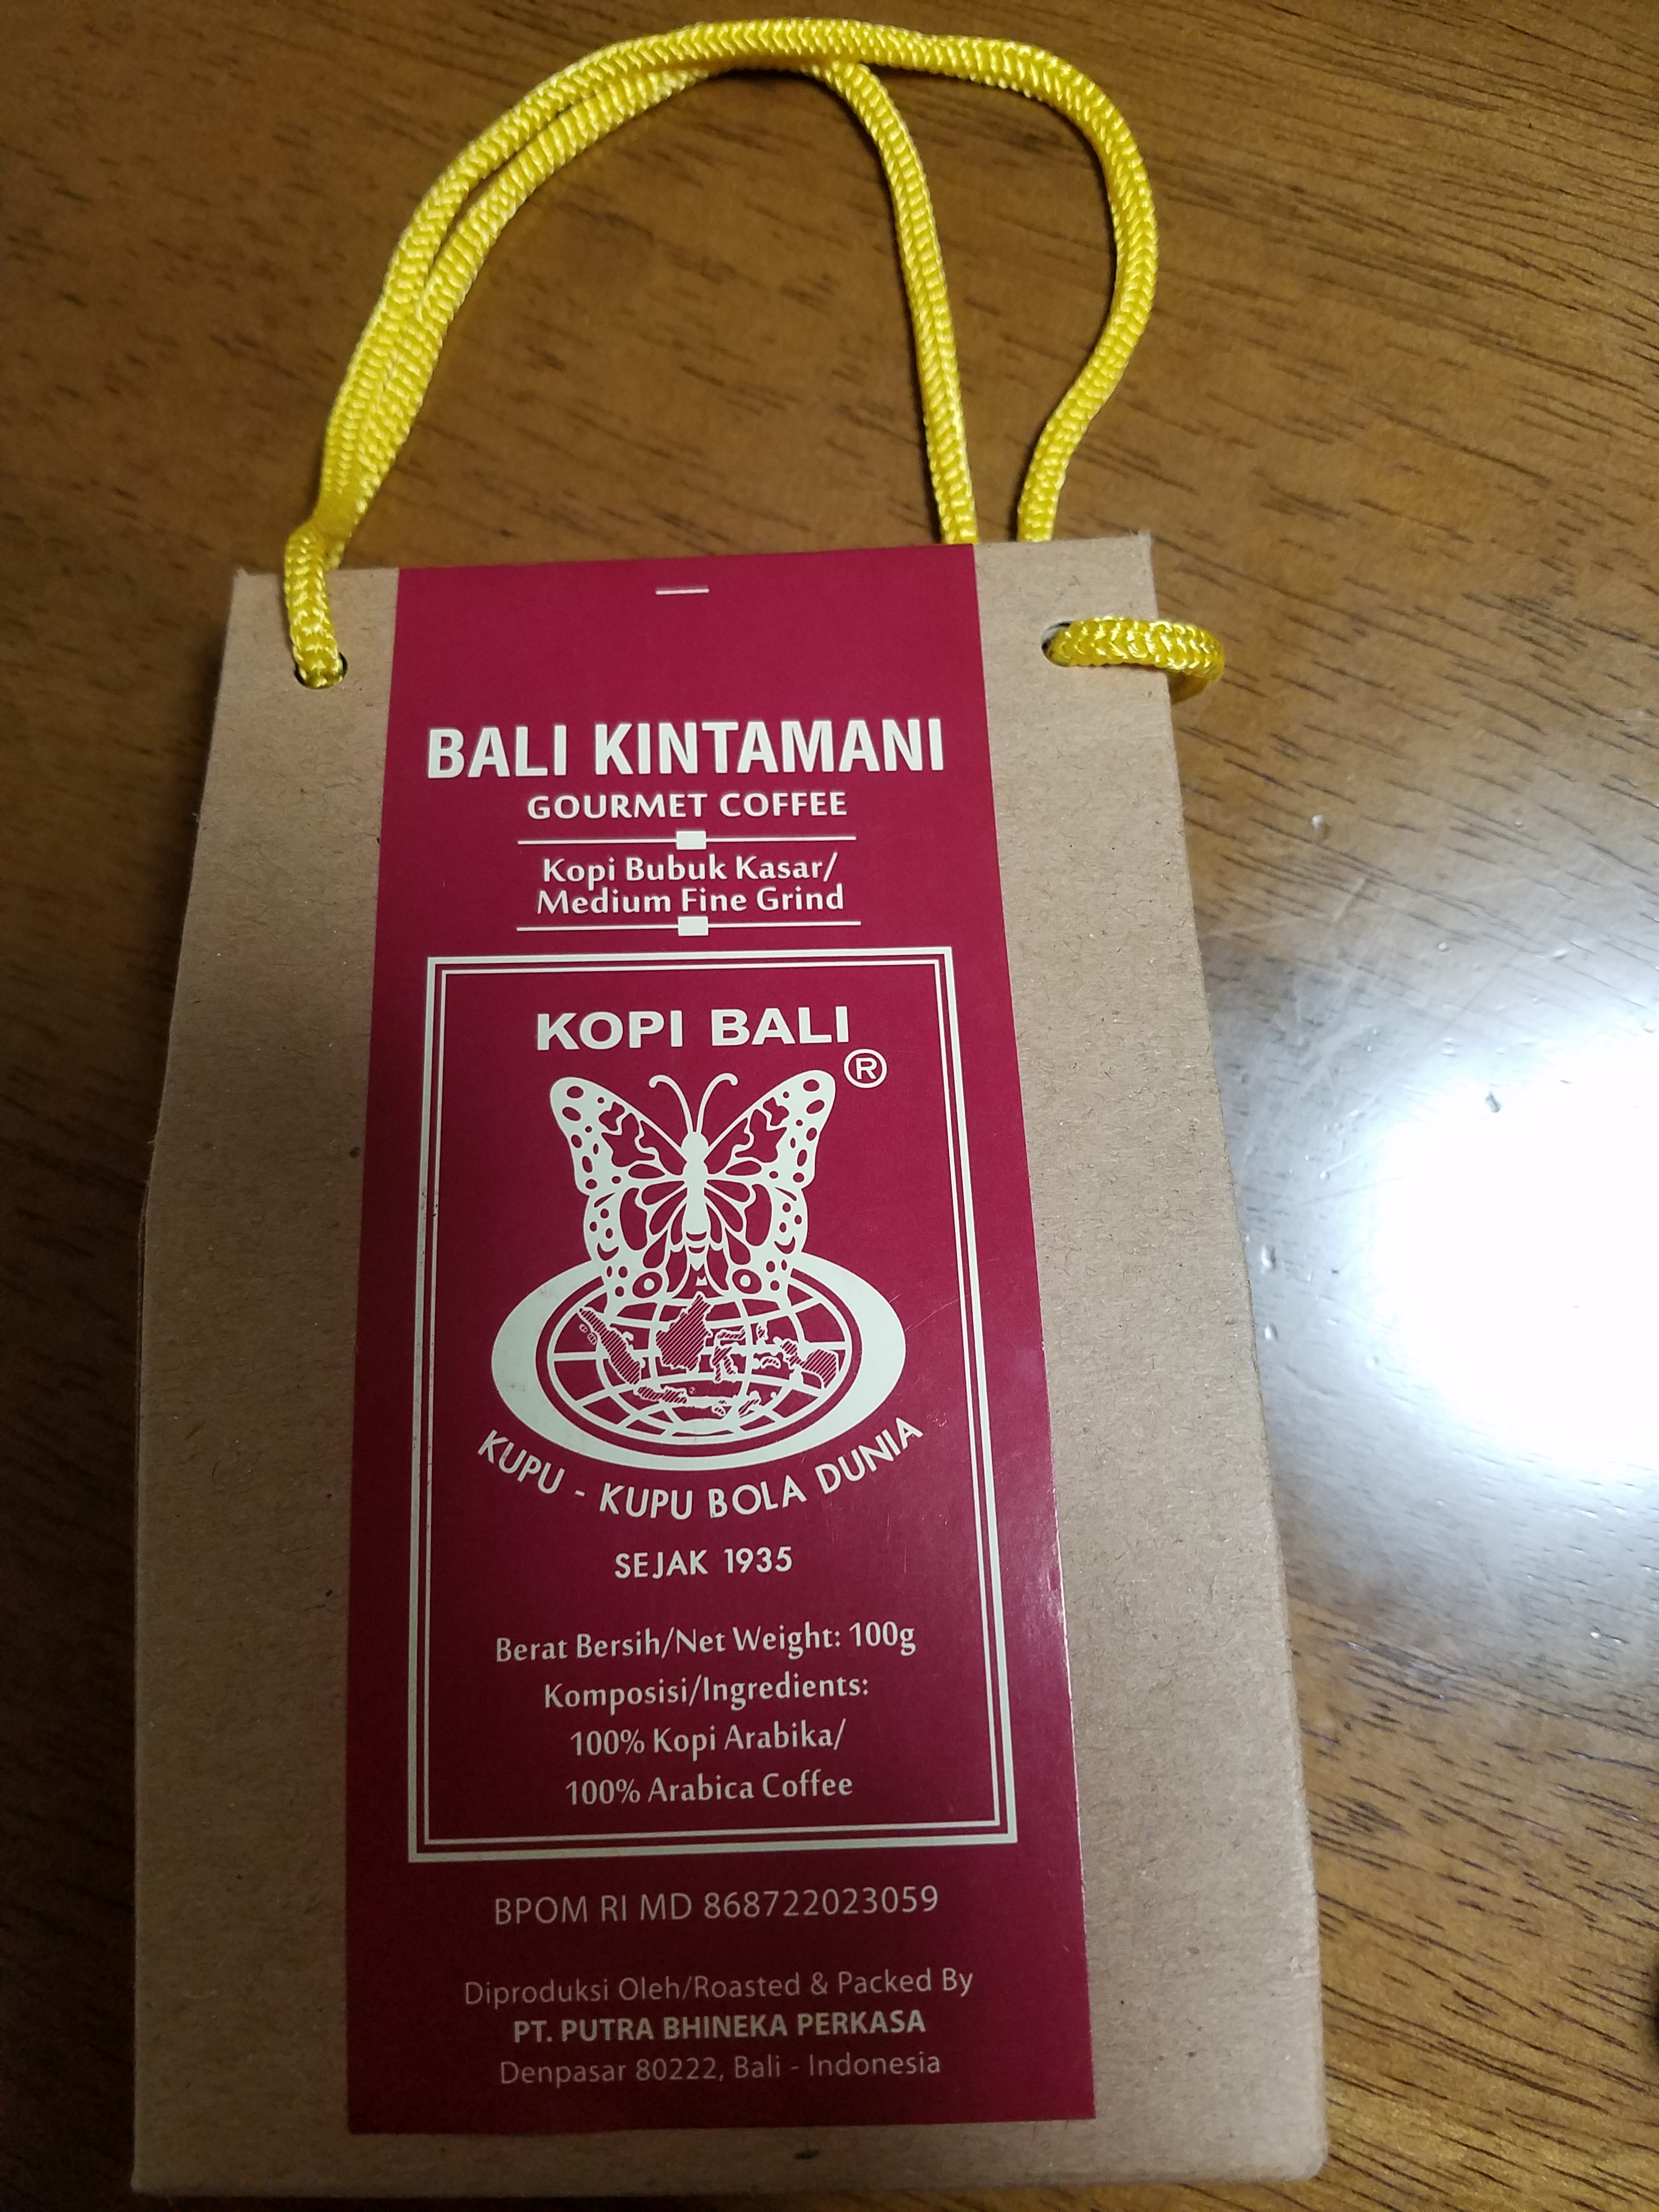 BALI KINTAMANI
GOURMET COFFEE
Kopi Bubuk Kasar/
Medium Fine Grind
KOPI BALI
®
KUPU - KUPU BOLA DUNIA
SEJAK 1935
Berat Bersih/Net Weight: 100g
Komposisi/Ingredients:
100% Kopi Arabika/
100% Arabica Coffee
BPOM RI MD 868722023059
Diproduksi Oleh/Roasted & Packed By
PT. PUTRA BHINEKA PERKASA
Denpasar 80222, Bali - Indonesia